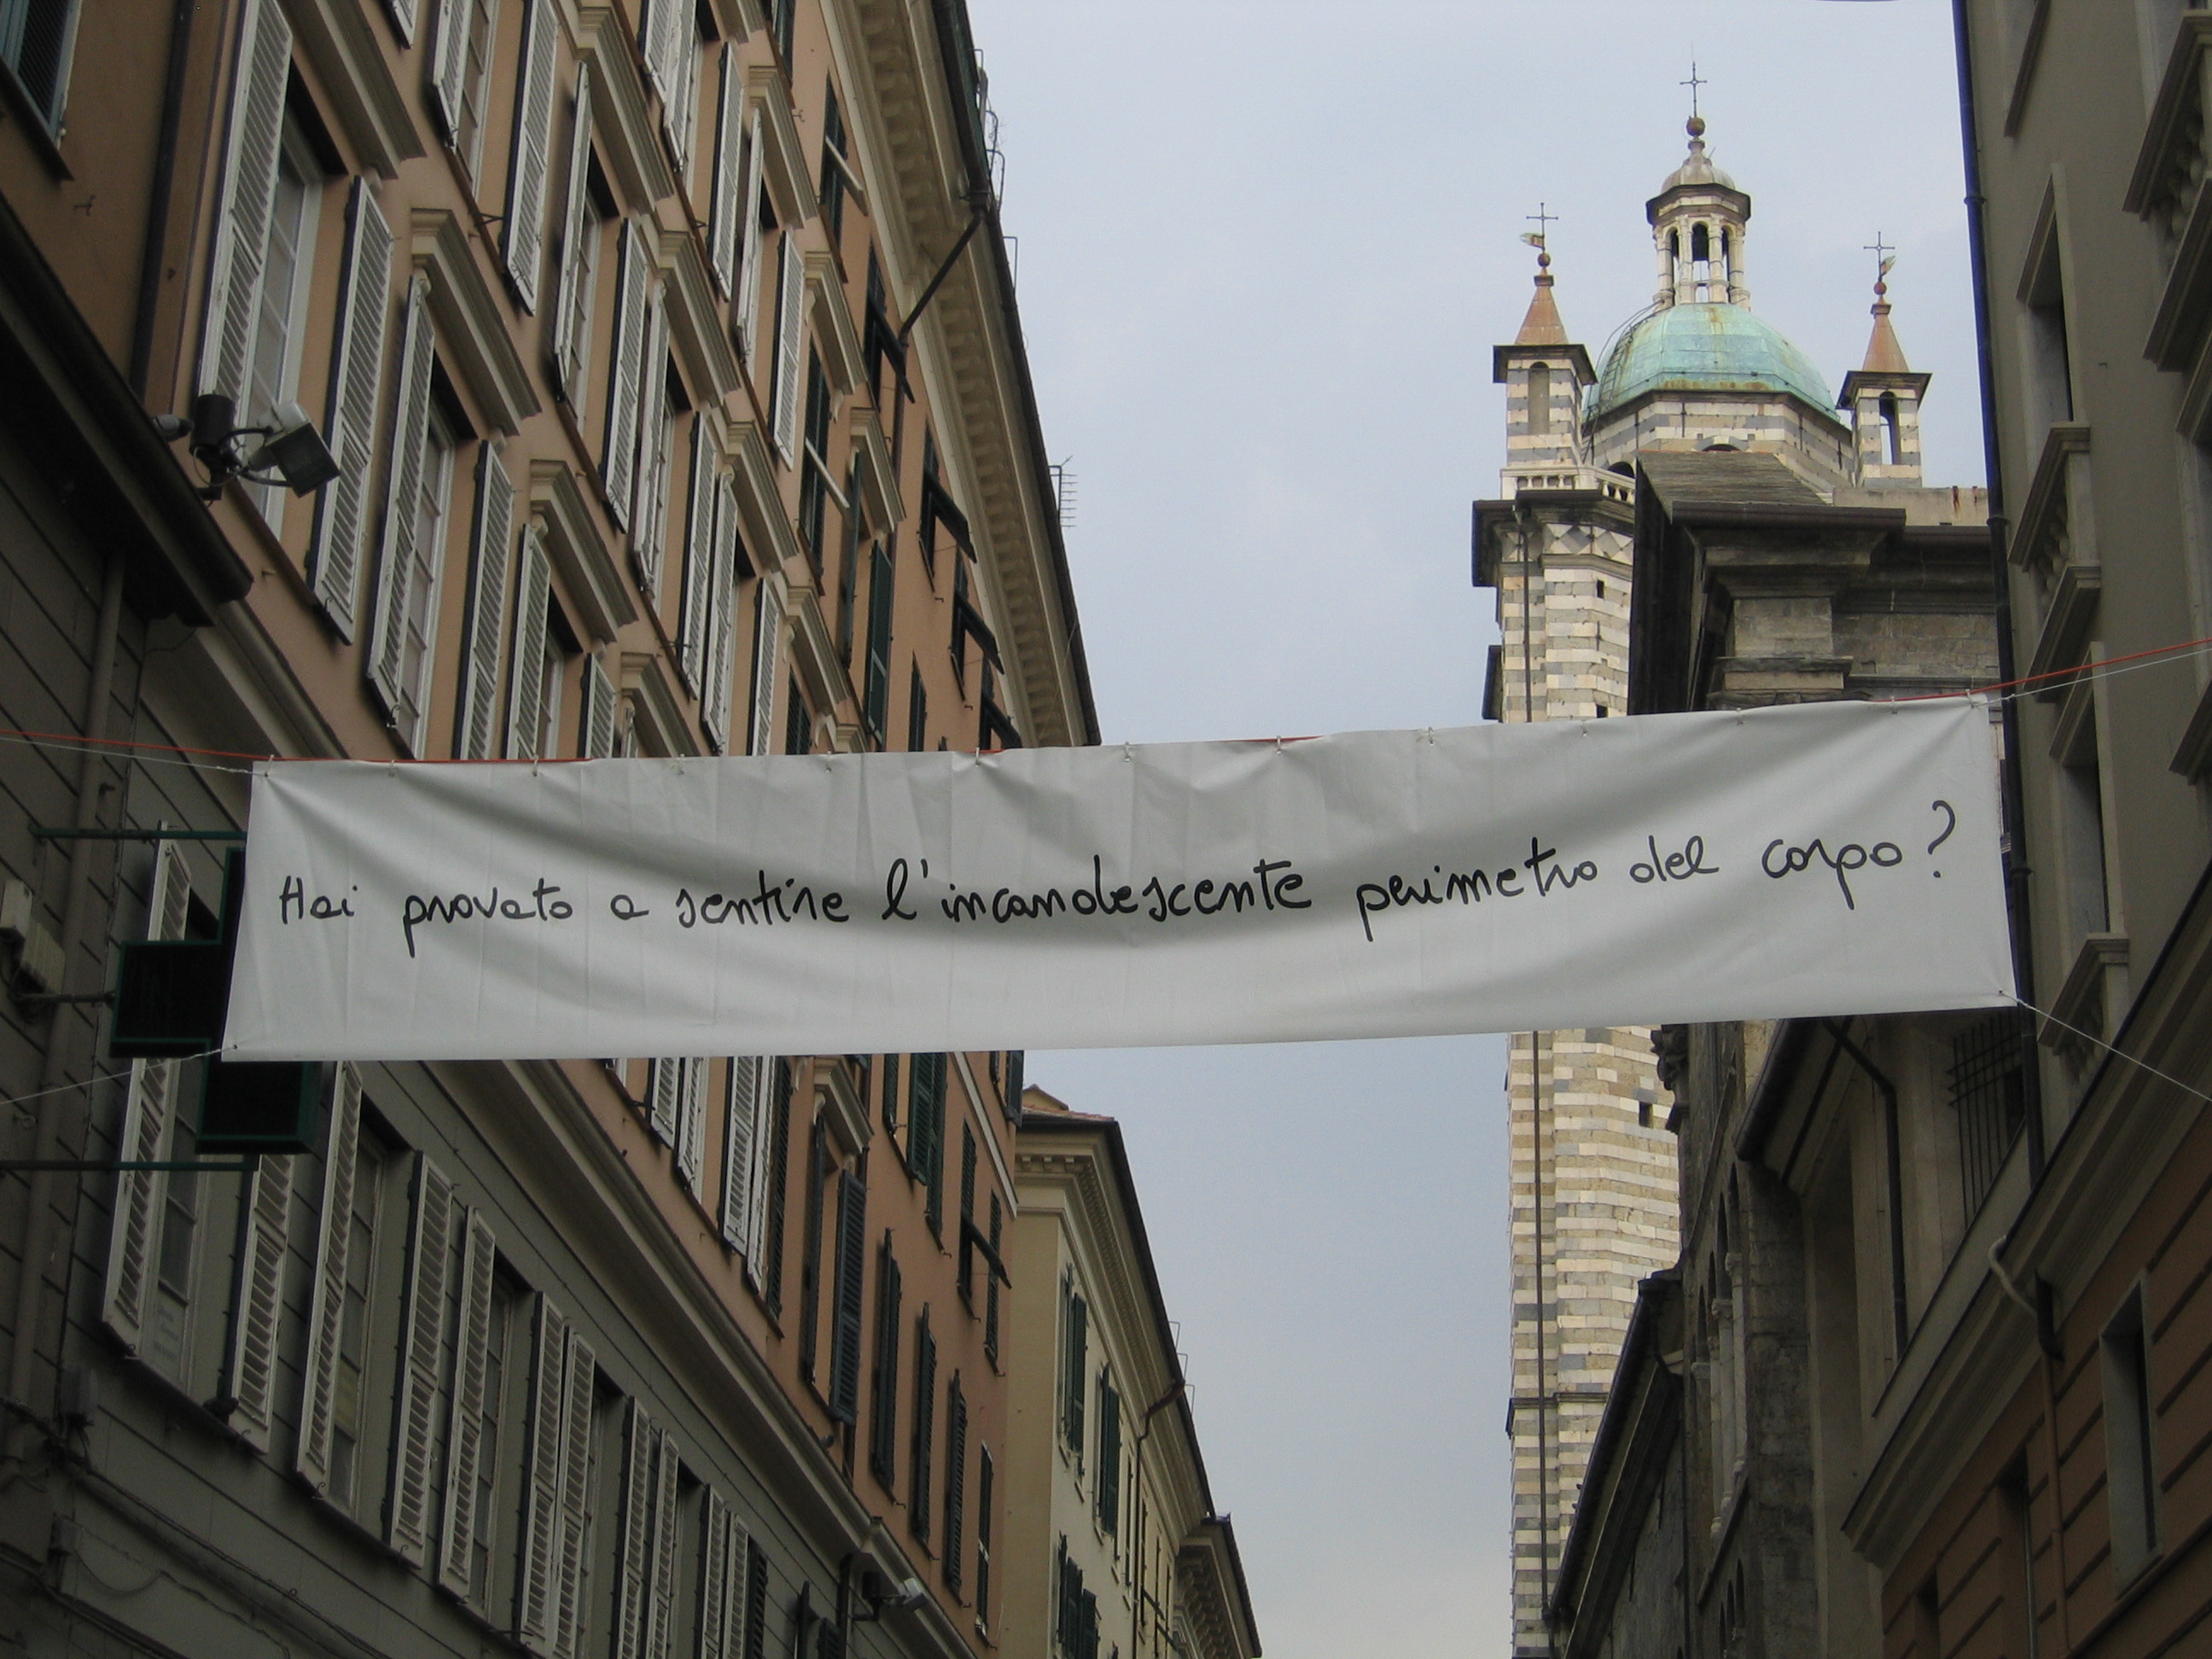 Hai provato a sentire l'incandescente perimetro del corpo?